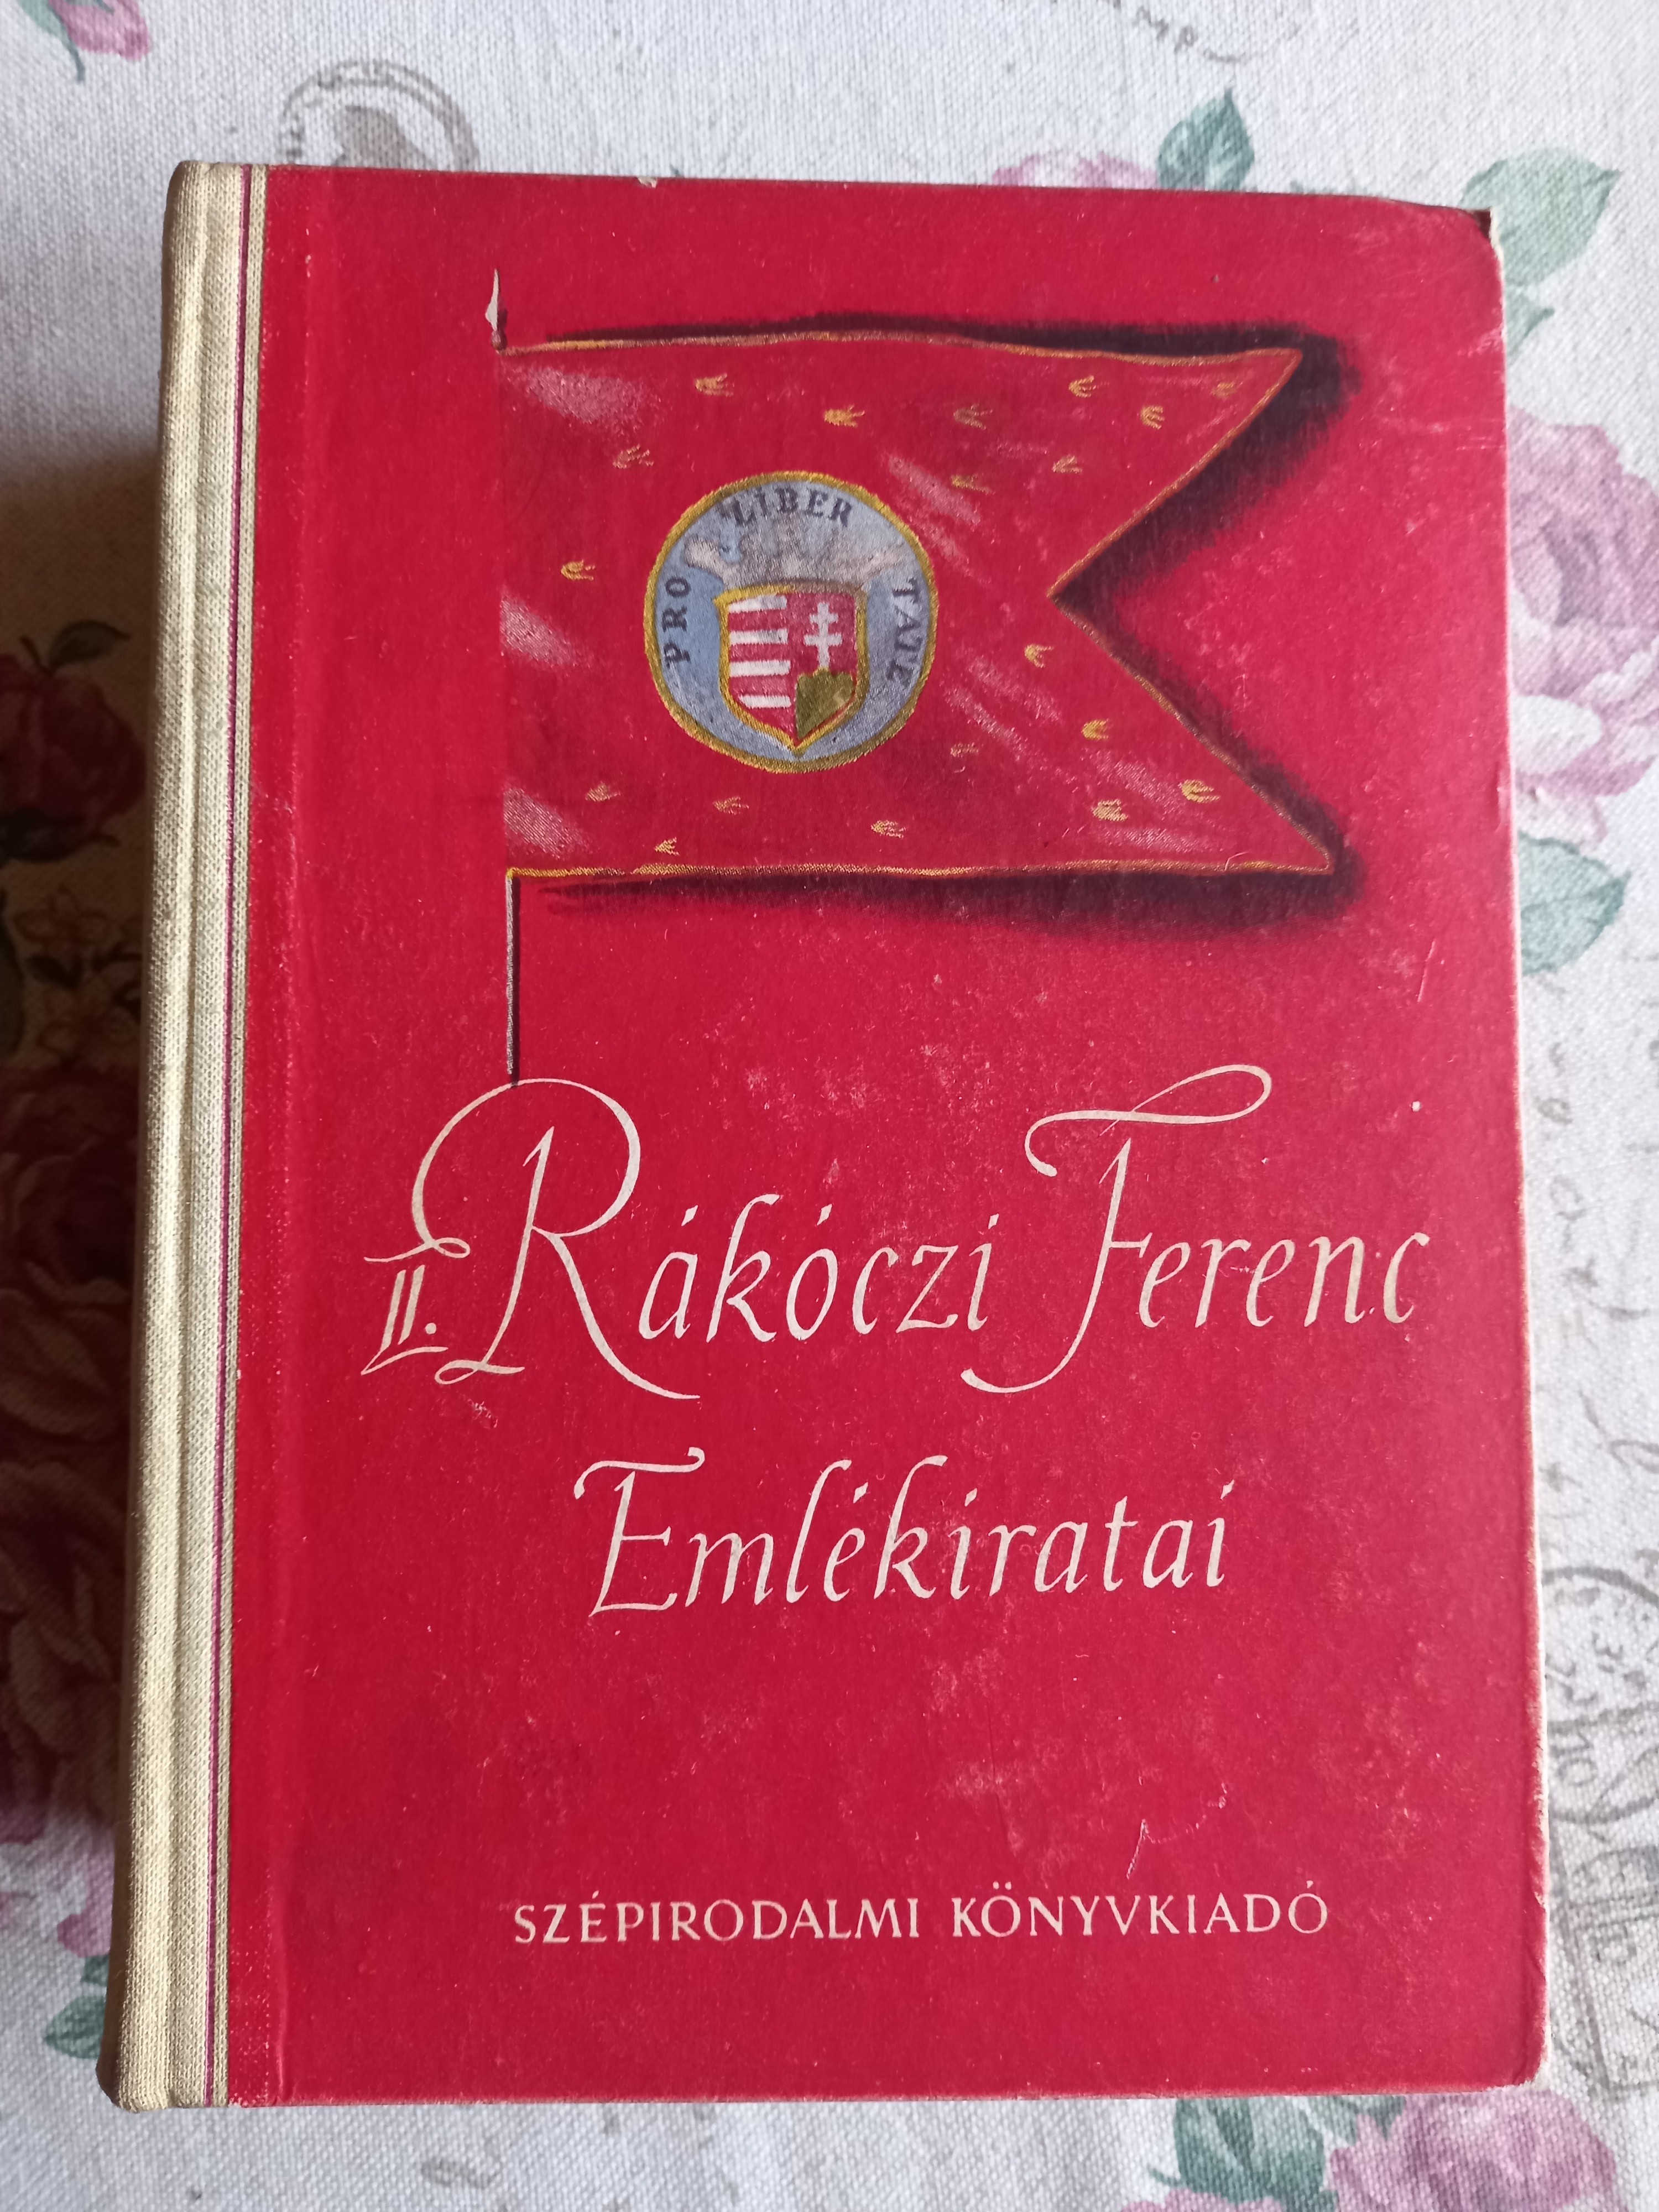 PRO LIBER TATE
II. Rákóczi Ferenc
Emlékiratai
SZÉPIRODALMI KÖNYVKIADÓ